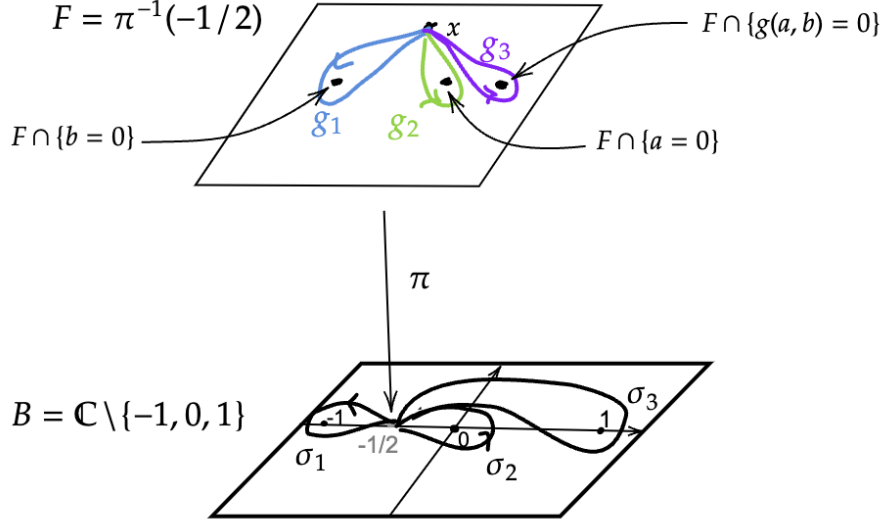 F = π⁻¹(−1/2)
x
F ∩ {g(a, b) = 0}
g₃
g₁
g₂
F ∩ {b = 0}
F ∩ {a = 0}
π
B = ℂ\{−1, 0, 1}
-1
-1/2
0
1
σ₁
σ₂
σ₃